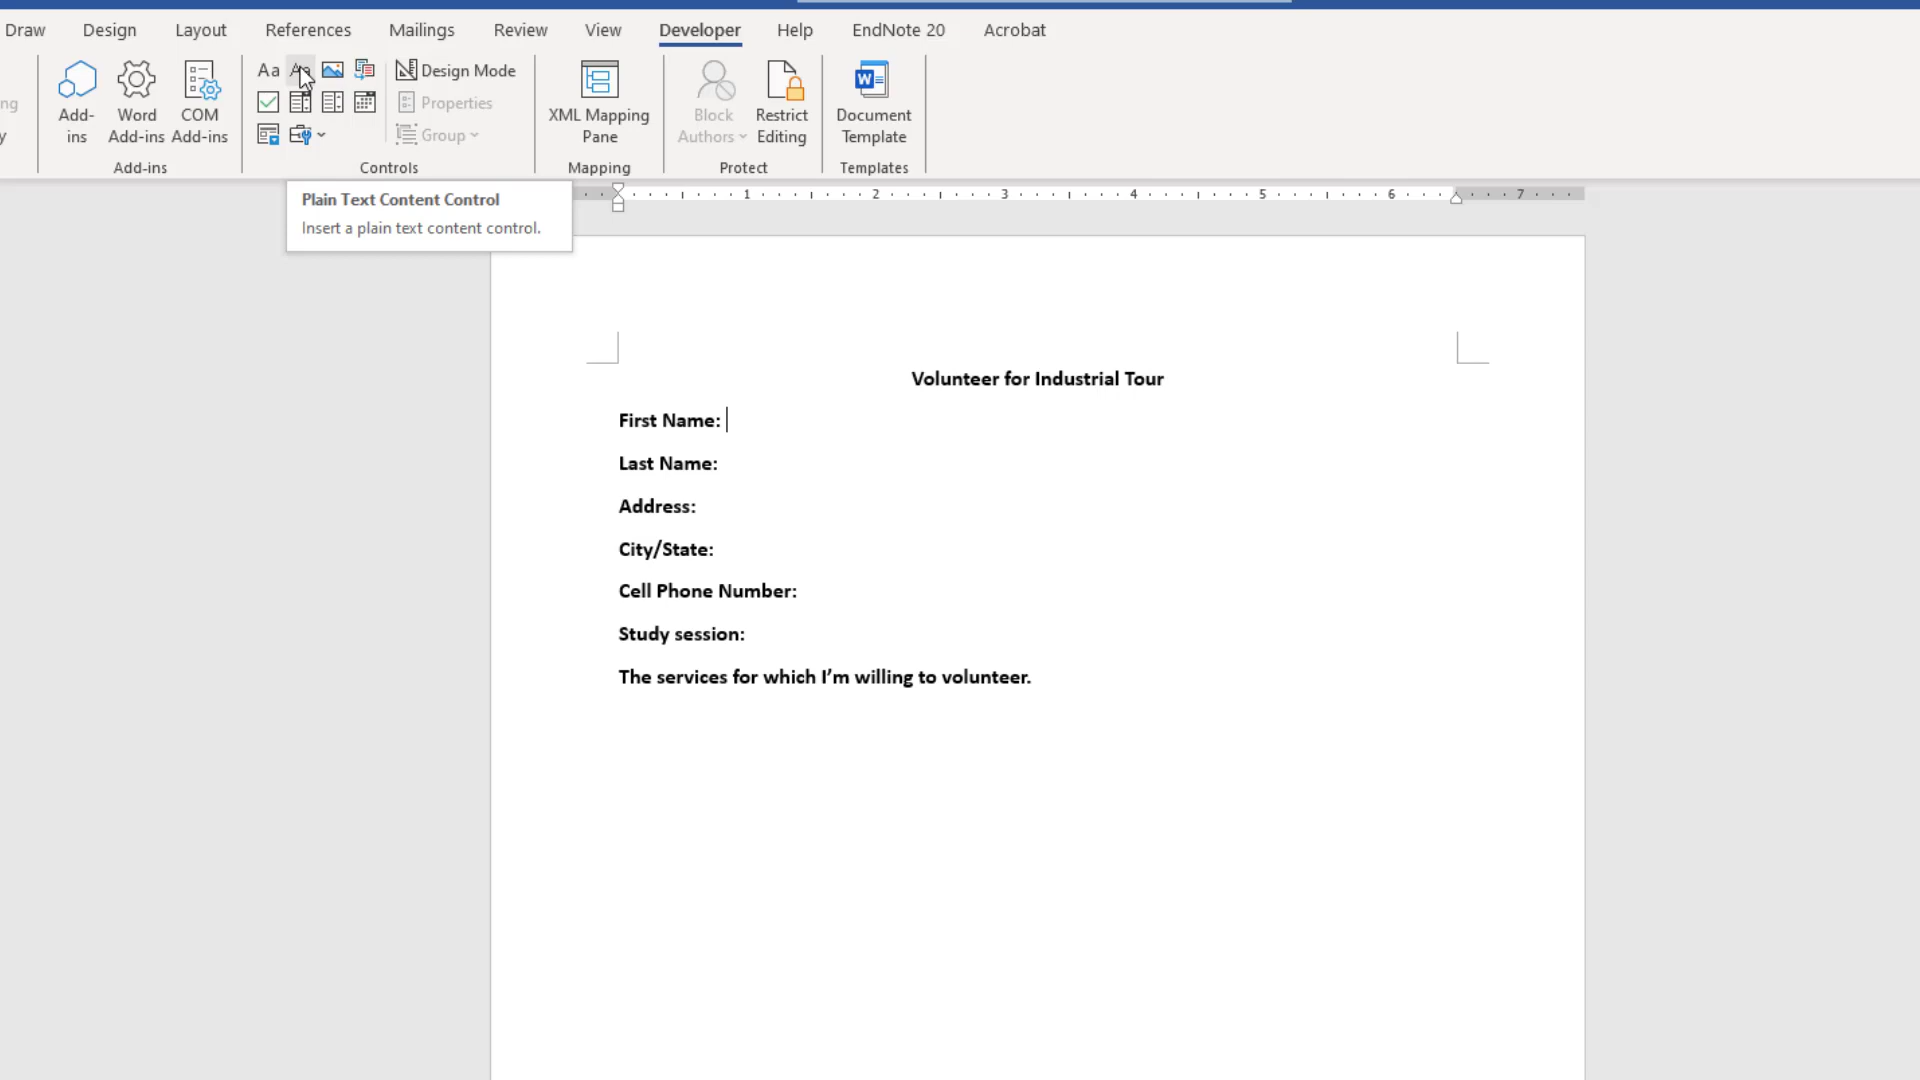 Draw Design Layout References Mailings Review View Developer Help EndNote 20 Acrobat
Aa Design Mode
Properties
Group
ng
y
Add-
ins
Word
Add-ins
COM
Add-ins
XML Mapping
Pane
Block
Authors
Restrict
Editing
Document
Template
Add-ins Controls Mapping Protect Templates
Plain Text Content Control
Insert a plain text content control.
1 2 3 4 5 6 7
Volunteer for Industrial Tour
First Name:
Last Name:
Address:
City/State:
Cell Phone Number:
Study session:
The services for which I’m willing to volunteer.